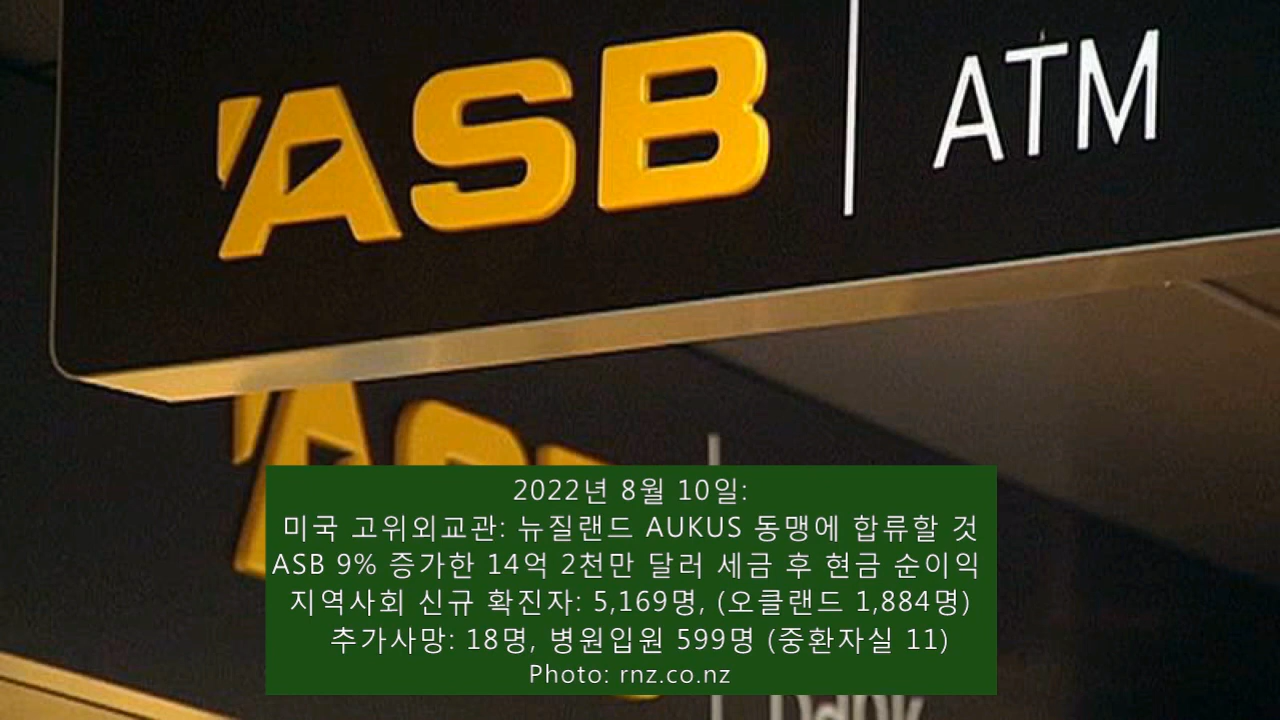 ASB
ATM
2022년 8월 10일:
미국 고위외교관: 뉴질랜드 AUKUS 동맹에 합류할 것
ASB 9% 증가한 14억 2천만 달러 세금 후 현금 순이익
지역사회 신규 확진자: 5,169명, (오클랜드 1,884명)
추가사망: 18명, 병원입원 599명 (중환자실 11)
Photo: rnz.co.nz